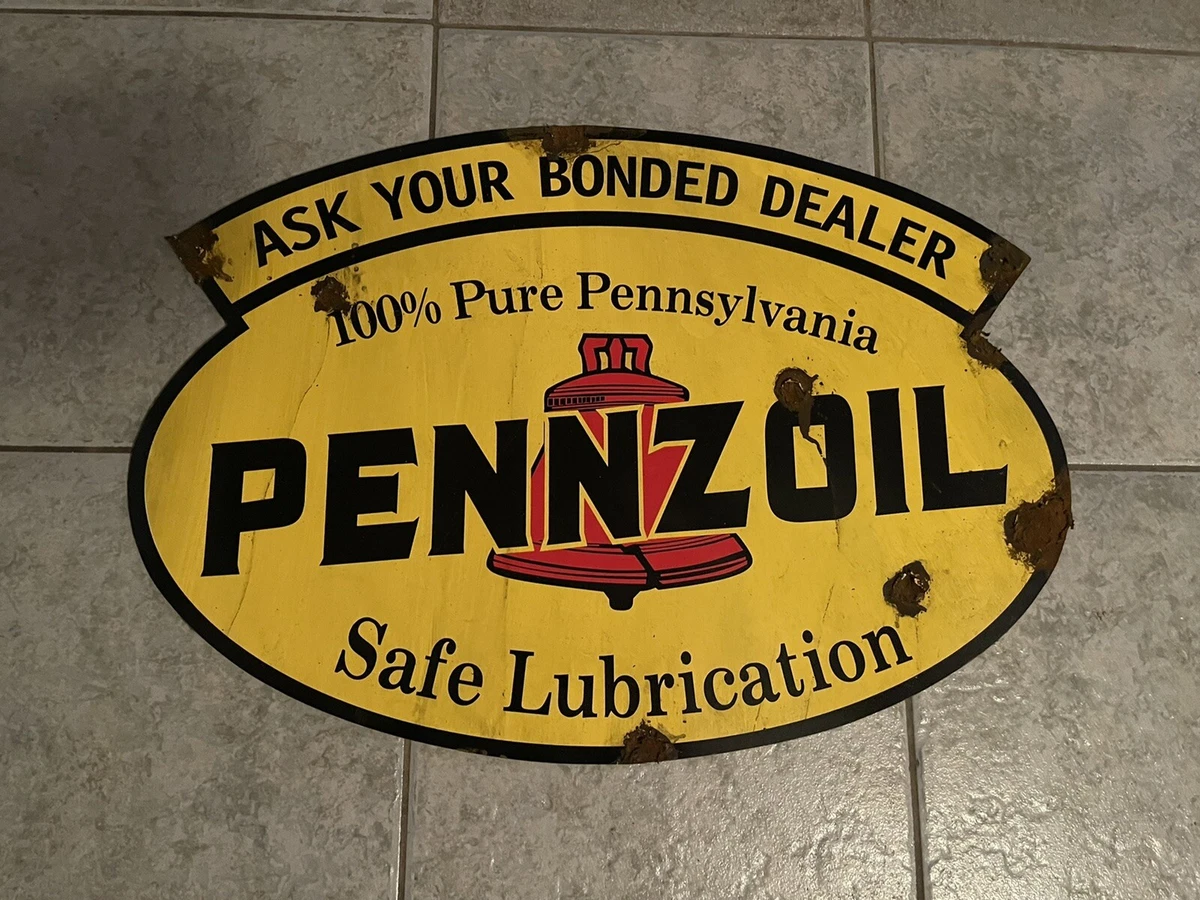 ASK YOUR BONDED DEALER
100% Pure Pennsylvania
PENNZOIL
Safe Lubrication